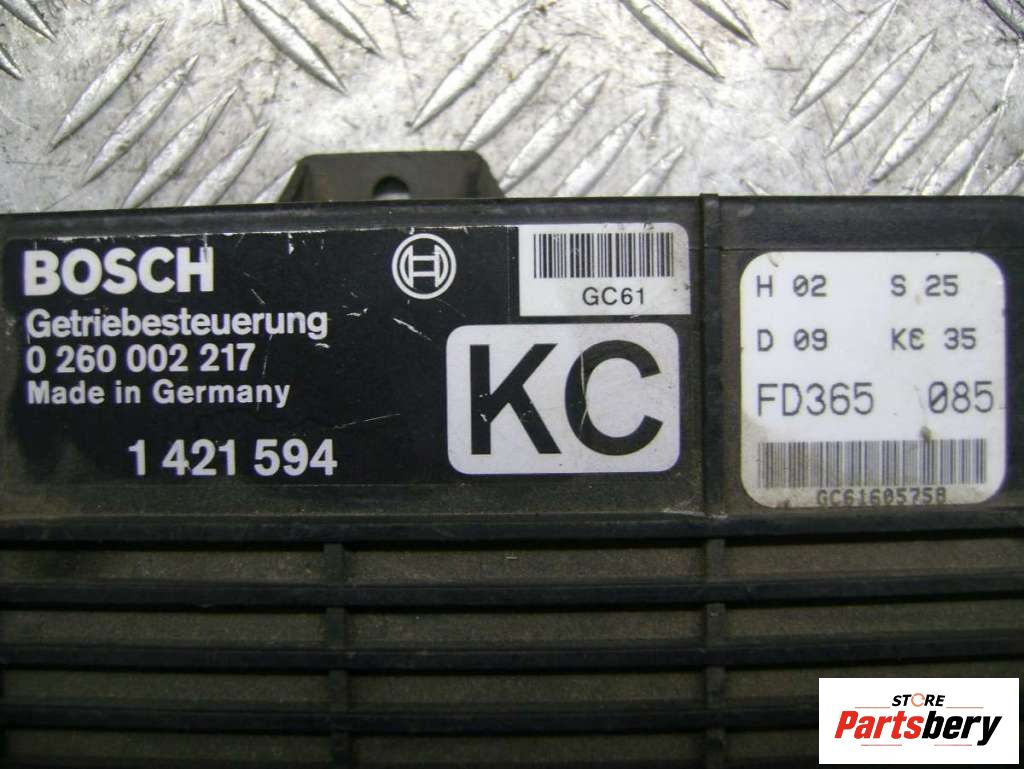 BOSCH
Getriebesteuerung
0 260 002 217
Made in Germany
1 421 594
GC61
KC
H 02 S 25
D 09 KE 35
FD365 085
GC61605758
STORE
Partsbery